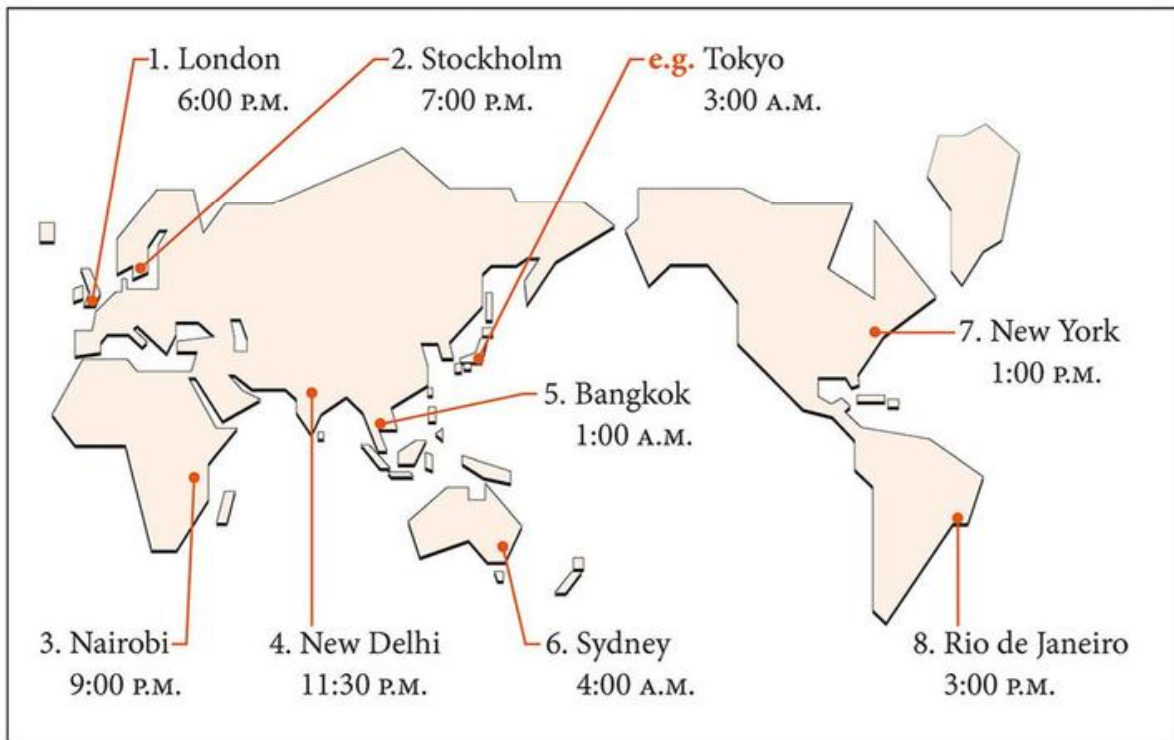 1. London
6:00 P.M.
2. Stockholm
7:00 P.M.
e.g. Tokyo
3:00 A.M.
7. New York
1:00 P.M.
5. Bangkok
1:00 A.M.
3. Nairobi
9:00 P.M.
4. New Delhi
11:30 P.M.
6. Sydney
4:00 A.M.
8. Rio de Janeiro
3:00 P.M.